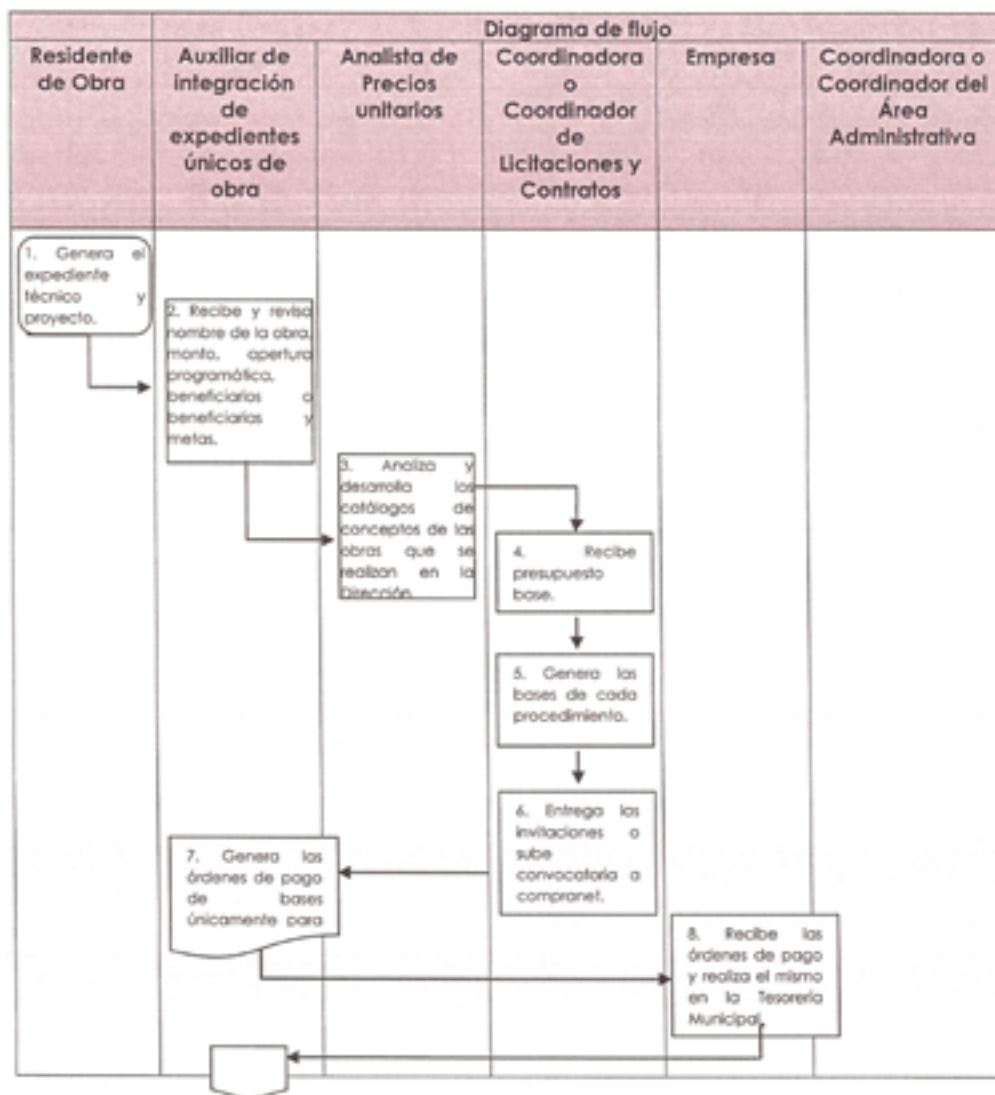 Diagrama de flujo
Residente
de Obra
Auxiliar de
integración
de
expedientes
únicos de
obra
Analista de
Precios
unitarios
Coordinadora
o
Coordinador
de
Licitaciones y
Contratos
Empresa
Coordinadora o
Coordinador del
Área
Administrativa
1. Genera el
expediente
técnico y
proyecto.
2. Recibe y revisa
nombre de la obra,
monto, apertura
programática,
beneficiarios o
beneficiarias y
metas.
3. Analiza y
desarrolla los
catálogos de
conceptos de las
obras que se
realizan en la
Dirección.
4. Recibe
presupuesto
base.
5. Genera las
bases de cada
procedimiento.
6. Entrega las
invitaciones o
sube
convocatoria a
compranet.
7. Genera las
órdenes de pago
de bases
únicamente para
8. Recibe las
órdenes de pago
y realiza el mismo
en la Tesorería
Municipal.